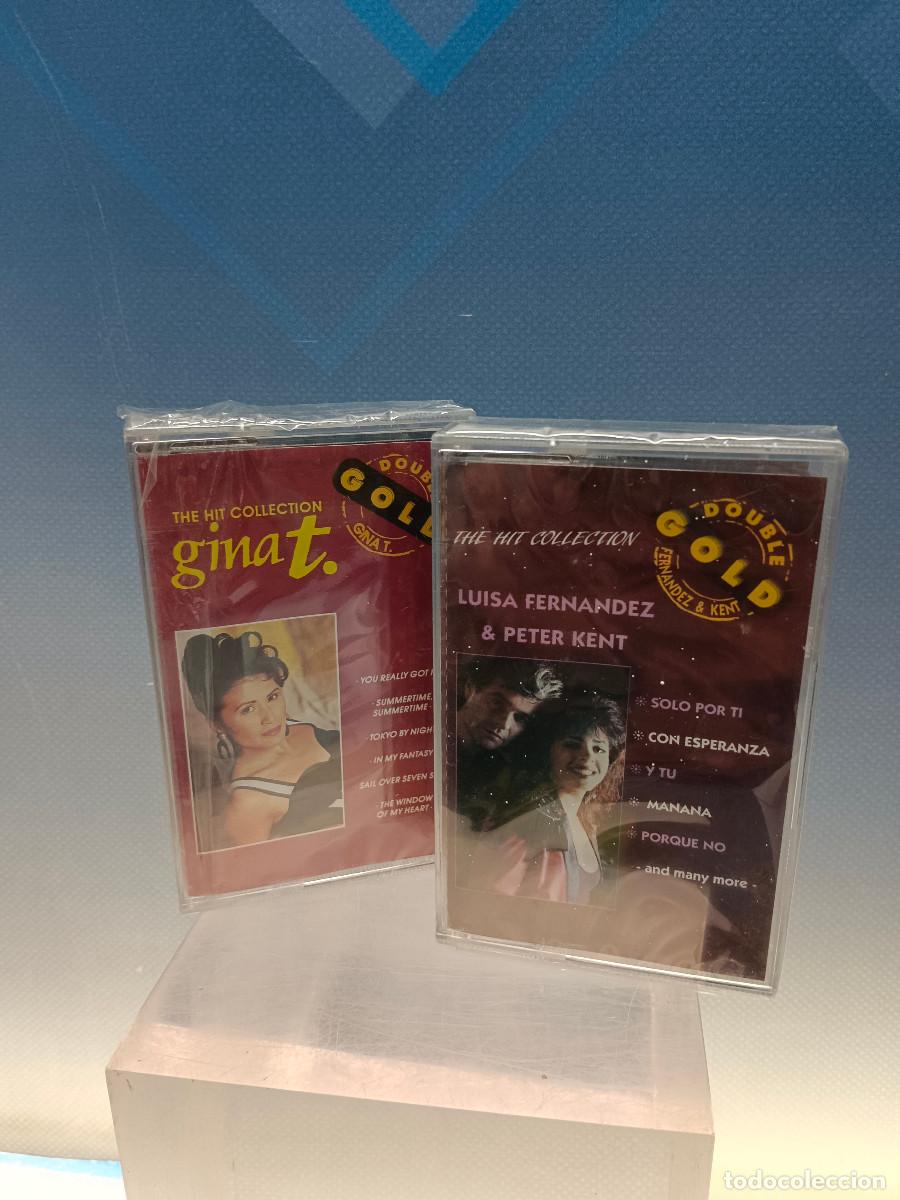 THE HIT COLLECTION
gina t.
DOUBLE
GOLD
GINA T.
- YOU REALLY GOT
- SUMMERTIME,
SUMMERTIME -
- TOKYO BY NIGH
- IN MY FANTASY
SAIL OVER SEVEN S
- THE WINDOW
OF MY HEART -
THE HIT COLLECTION
DOUBLE
GOLD
FERNANDEZ & KENT
LUISA FERNANDEZ
& PETER KENT
SOLO POR TI
CON ESPERANZA
Y TU
MANANA
PORQUE NO
- and many more -
todocoleccion